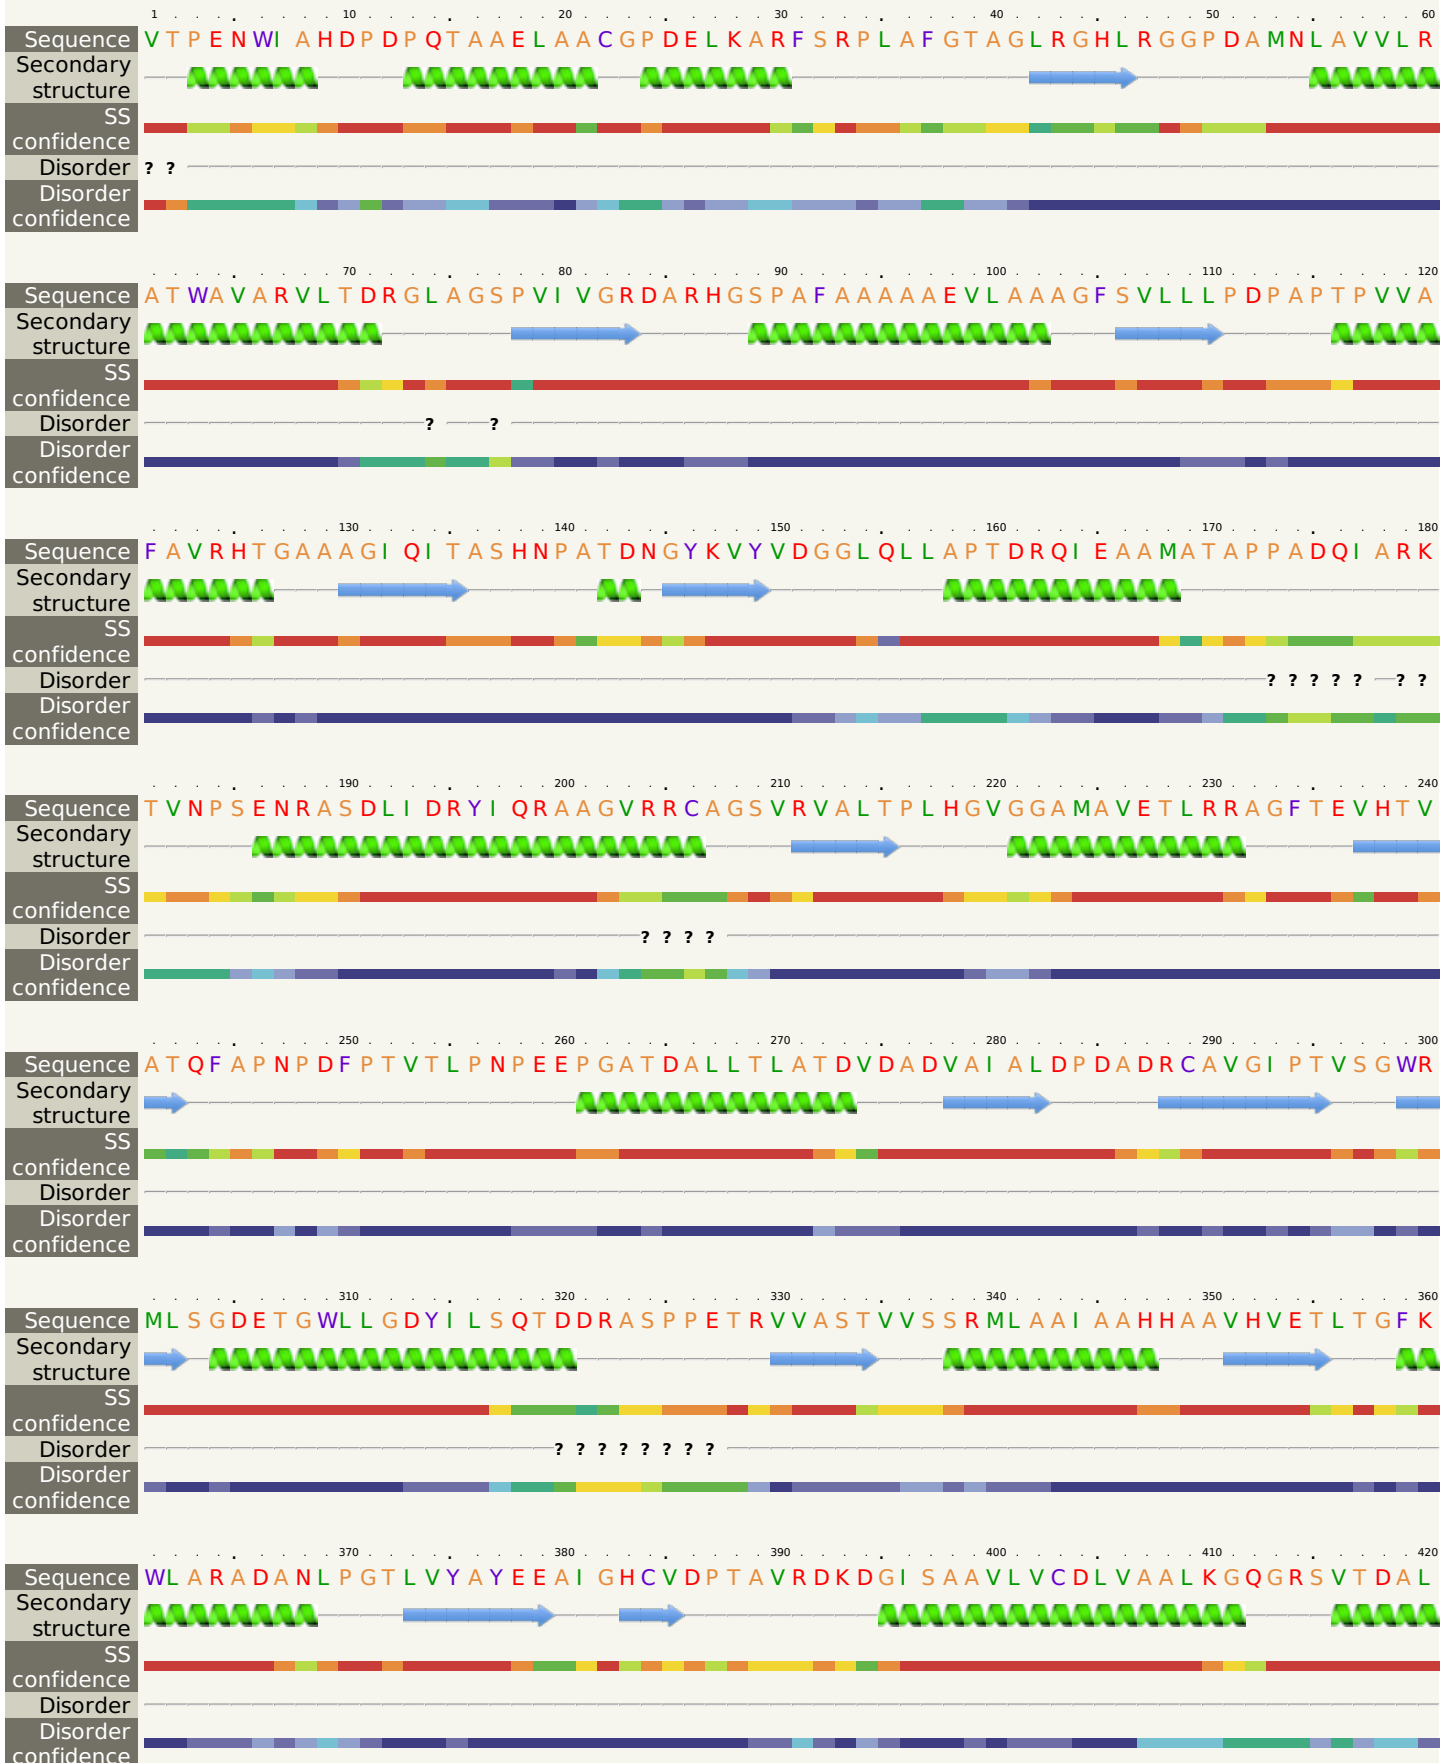 1 . . . . . . . . 10 . . . . . . . . . 20 . . . . . . . . . 30 . . . . . . . . . 40 . . . . . . . . . 50 . . . . . . . . . 60
Sequence V T P E N W I A H D P D P Q T A A E L A A C G P D E L K A R F S R P L A F G T A G L R G H L R G G P D A M N L A V V L R
Secondary
structure
SS
confidence
Disorder ? ?
Disorder
confidence
. . . . . . . . . 70 . . . . . . . . . 80 . . . . . . . . . 90 . . . . . . . . . 100 . . . . . . . . . 110 . . . . . . . . . 120
Sequence A T W A V A R V L T D R G L A G S P V I V G R D A R H G S P A F A A A A A E V L A A A G F S V L L L P D P A P T P V V A
Secondary
structure
SS
confidence
Disorder ? ?
Disorder
confidence
. . . . . . . . . 130 . . . . . . . . . 140 . . . . . . . . . 150 . . . . . . . . . 160 . . . . . . . . . 170 . . . . . . . . . 180
Sequence F A V R H T G A A A G I Q I T A S H N P A T D N G Y K V Y V D G G L Q L L A P T D R Q I E A A M A T A P P A D Q I A R K
Secondary
structure
SS
confidence
Disorder ? ? ? ? ? ? ?
Disorder
confidence
. . . . . . . . . 190 . . . . . . . . . 200 . . . . . . . . . 210 . . . . . . . . . 220 . . . . . . . . . 230 . . . . . . . . . 240
Sequence T V N P S E N R A S D L I D R Y I Q R A A G V R R C A G S V R V A L T P L H G V G G A M A V E T L R R A G F T E V H T V
Secondary
structure
SS
confidence
Disorder ? ? ? ?
Disorder
confidence
. . . . . . . . . 250 . . . . . . . . . 260 . . . . . . . . . 270 . . . . . . . . . 280 . . . . . . . . . 290 . . . . . . . . . 300
Sequence A T Q F A P N P D F P T V T L P N P E E P G A T D A L L T L A T D V D A D V A I A L D P D A D R C A V G I P T V S G W R
Secondary
structure
SS
confidence
Disorder
Disorder
confidence
. . . . . . . . . 310 . . . . . . . . . 320 . . . . . . . . . 330 . . . . . . . . . 340 . . . . . . . . . 350 . . . . . . . . . 360
Sequence M L S G D E T G W L L G D Y I L S Q T D D R A S P P E T R V V A S T V V S S R M L A A I A A H H A A V H V E T L T G F K
Secondary
structure
SS
confidence
Disorder ? ? ? ? ? ? ? ?
Disorder
confidence
. . . . . . . . . 370 . . . . . . . . . 380 . . . . . . . . . 390 . . . . . . . . . 400 . . . . . . . . . 410 . . . . . . . . . 420
Sequence W L A R A D A N L P G T L V Y A Y E E A I G H C V D P T A V R D K D G I S A A V L V C D L V A A L K G Q G R S V T D A L
Secondary
structure
SS
confidence
Disorder
Disorder
confidence